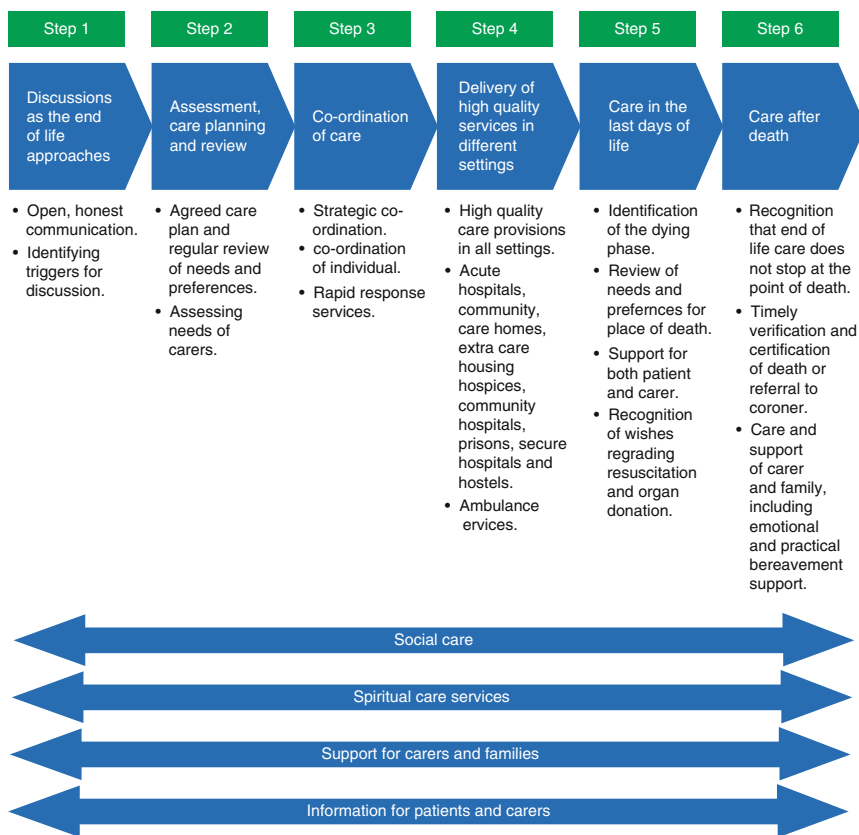 Step 1
Step 2
Step 3
Step 4
Step 5
Step 6
Discussions
as the end
of life
approaches
Assessment,
care planning
and review
Co-ordination
of care
Delivery of
high quality
services in
different
settings
Care in the
last days of
life
Care after
death
• Open, honest
communication.
• Identifying
triggers for
discussion.
• Agreed care
plan and
regular review
of needs and
preferences.
• Assessing
needs of
carers.
• Strategic co-
ordination.
• co-ordination
of individual.
• Rapid response
services.
• High quality
care provisions
in all settings.
• Acute
hospitals,
community,
care homes,
extra care
housing
hospices,
community
hospitals,
prisons, secure
hospitals and
hostels.
• Ambulance
ervices.
• Identification
of the dying
phase.
• Review of
needs and
prefernces for
place of death.
• Support for
both patient
and carer.
• Recognition
of wishes
regrading
resuscitation
and organ
donation.
• Recognition
that end of
life care does
not stop at the
point of death.
• Timely
verification and
certification
of death or
referral to
coroner.
• Care and
support
of carer
and family,
including
emotional
and practical
bereavement
support.
Social care
Spiritual care services
Support for carers and families
Information for patients and carers